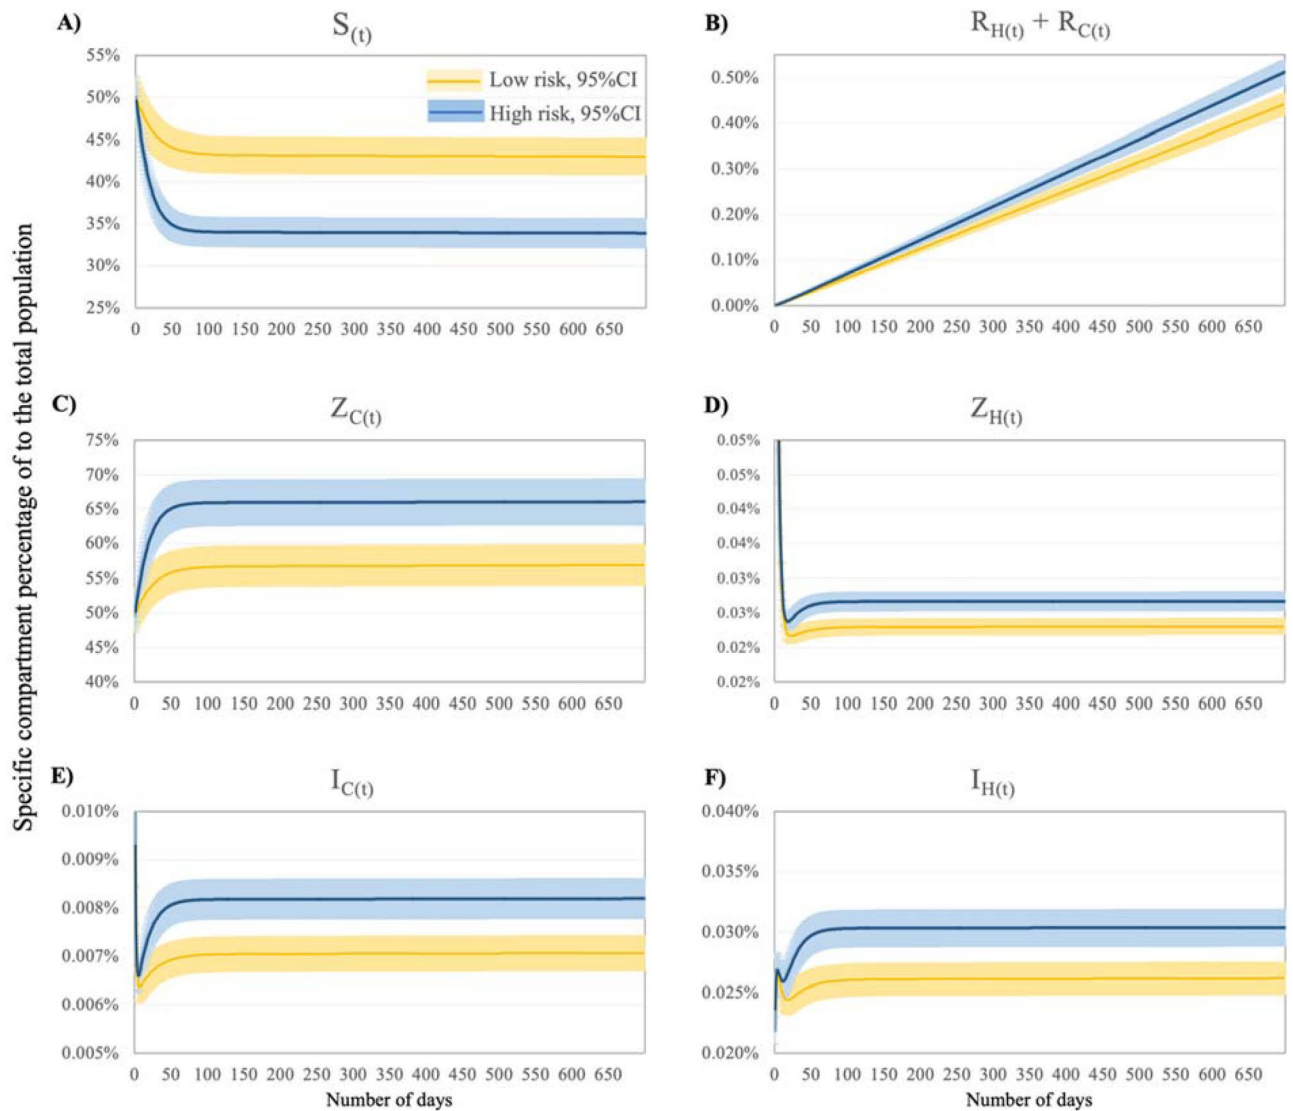 A) S(t)
55%
50%
45%
40%
35%
30%
25%
Low risk, 95%CI
High risk, 95%CI
0 50 100 150 200 250 300 350 400 450 500 550 600 650
B) RH(t) + RC(t)
0.50%
0.40%
0.30%
0.20%
0.10%
0.00%
0 50 100 150 200 250 300 350 400 450 500 550 600 650
Specific compartment percentage of to the total population
C) ZC(t)
75%
70%
65%
60%
55%
50%
45%
40%
0 50 100 150 200 250 300 350 400 450 500 550 600 650
D) ZH(t)
0.05%
0.05%
0.04%
0.04%
0.03%
0.03%
0.02%
0.02%
0 50 100 150 200 250 300 350 400 450 500 550 600 650
E) IC(t)
0.010%
0.009%
0.008%
0.007%
0.006%
0.005%
0 50 100 150 200 250 300 350 400 450 500 550 600 650
Number of days
F) IH(t)
0.040%
0.035%
0.030%
0.025%
0.020%
0 50 100 150 200 250 300 350 400 450 500 550 600 650
Number of days